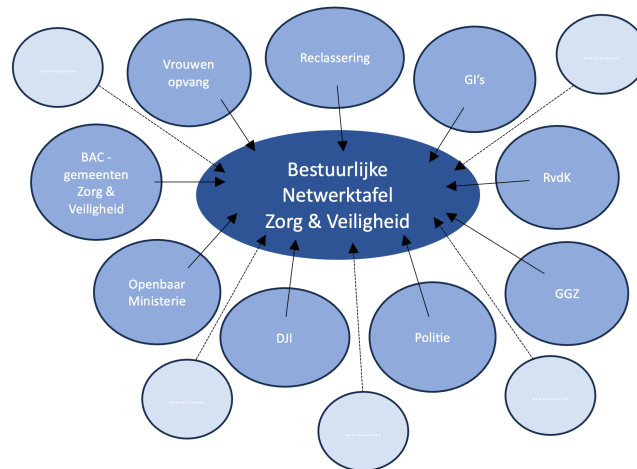 ...........
Vrouwen
opvang
Reclassering
GI's
...........
BAC -
gemeenten
Zorg &
Veiligheid
Bestuurlijke
Netwerktafel
Zorg & Veiligheid
RvdK
Openbaar
Ministerie
DJI
Politie
GGZ
...........
...........
...........